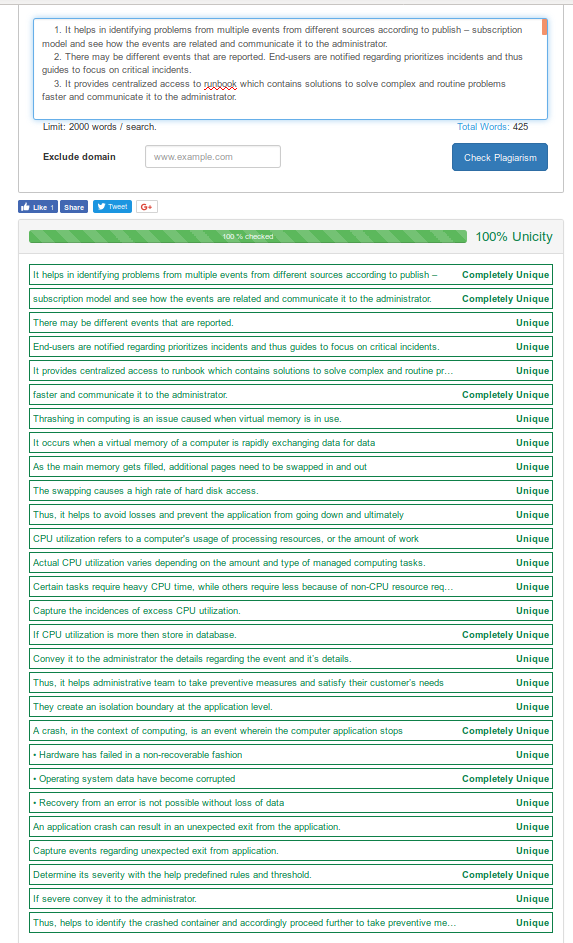 1. It helps in identifying problems from multiple events from different sources according to publish – subscription
model and see how the events are related and communicate it to the administrator.
2. There may be different events that are reported. End-users are notified regarding prioritizes incidents and thus
guides to focus on critical incidents.
3. It provides centralized access to runbook which contains solutions to solve complex and routine problems
faster and communicate it to the administrator.
Limit: 2000 words / search. Total Words: 425
Exclude domain www.example.com Check Plagiarism
Like 1 Share Tweet G+
100 % checked 100% Unicity
It helps in identifying problems from multiple events from different sources according to publish – Completely Unique
subscription model and see how the events are related and communicate it to the administrator. Completely Unique
There may be different events that are reported. Unique
End-users are notified regarding prioritizes incidents and thus guides to focus on critical incidents. Unique
It provides centralized access to runbook which contains solutions to solve complex and routine pr... Unique
faster and communicate it to the administrator. Completely Unique
Thrashing in computing is an issue caused when virtual memory is in use. Unique
It occurs when a virtual memory of a computer is rapidly exchanging data for data Unique
As the main memory gets filled, additional pages need to be swapped in and out Unique
The swapping causes a high rate of hard disk access. Unique
Thus, it helps to avoid losses and prevent the application from going down and ultimately Unique
CPU utilization refers to a computer's usage of processing resources, or the amount of work Unique
Actual CPU utilization varies depending on the amount and type of managed computing tasks. Unique
Certain tasks require heavy CPU time, while others require less because of non-CPU resource req... Unique
Capture the incidences of excess CPU utilization. Unique
If CPU utilization is more then store in database. Completely Unique
Convey it to the administrator the details regarding the event and it's details. Unique
Thus, it helps administrative team to take preventive measures and satisfy their customer's needs Unique
They create an isolation boundary at the application level. Unique
A crash, in the context of computing, is an event wherein the computer application stops Completely Unique
• Hardware has failed in a non-recoverable fashion Unique
• Operating system data have become corrupted Completely Unique
• Recovery from an error is not possible without loss of data Unique
An application crash can result in an unexpected exit from the application. Unique
Capture events regarding unexpected exit from application. Unique
Determine its severity with the help predefined rules and threshold. Completely Unique
If severe convey it to the administrator. Unique
Thus, helps to identify the crashed container and accordingly proceed further to take preventive me... Unique